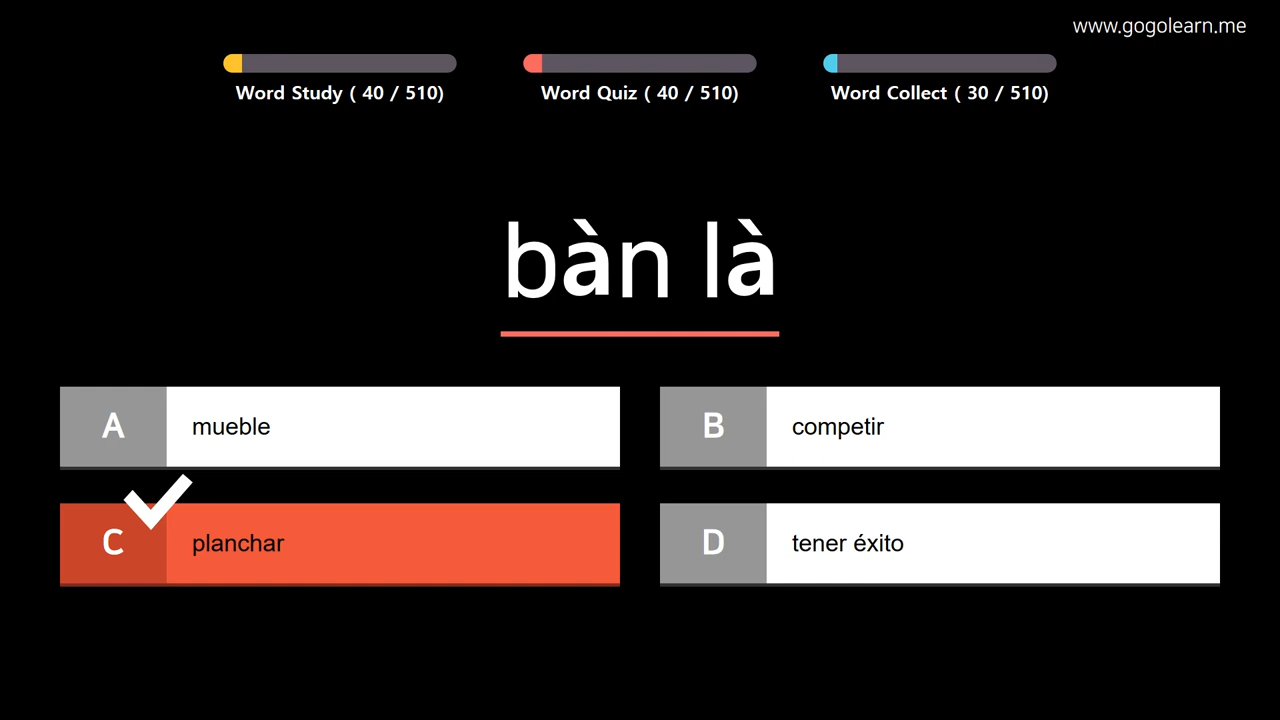 www.gogolearn.me
Word Study ( 40 / 510)
Word Quiz ( 40 / 510)
Word Collect ( 30 / 510)
bàn là
A mueble
B competir
C planchar
D tener éxito